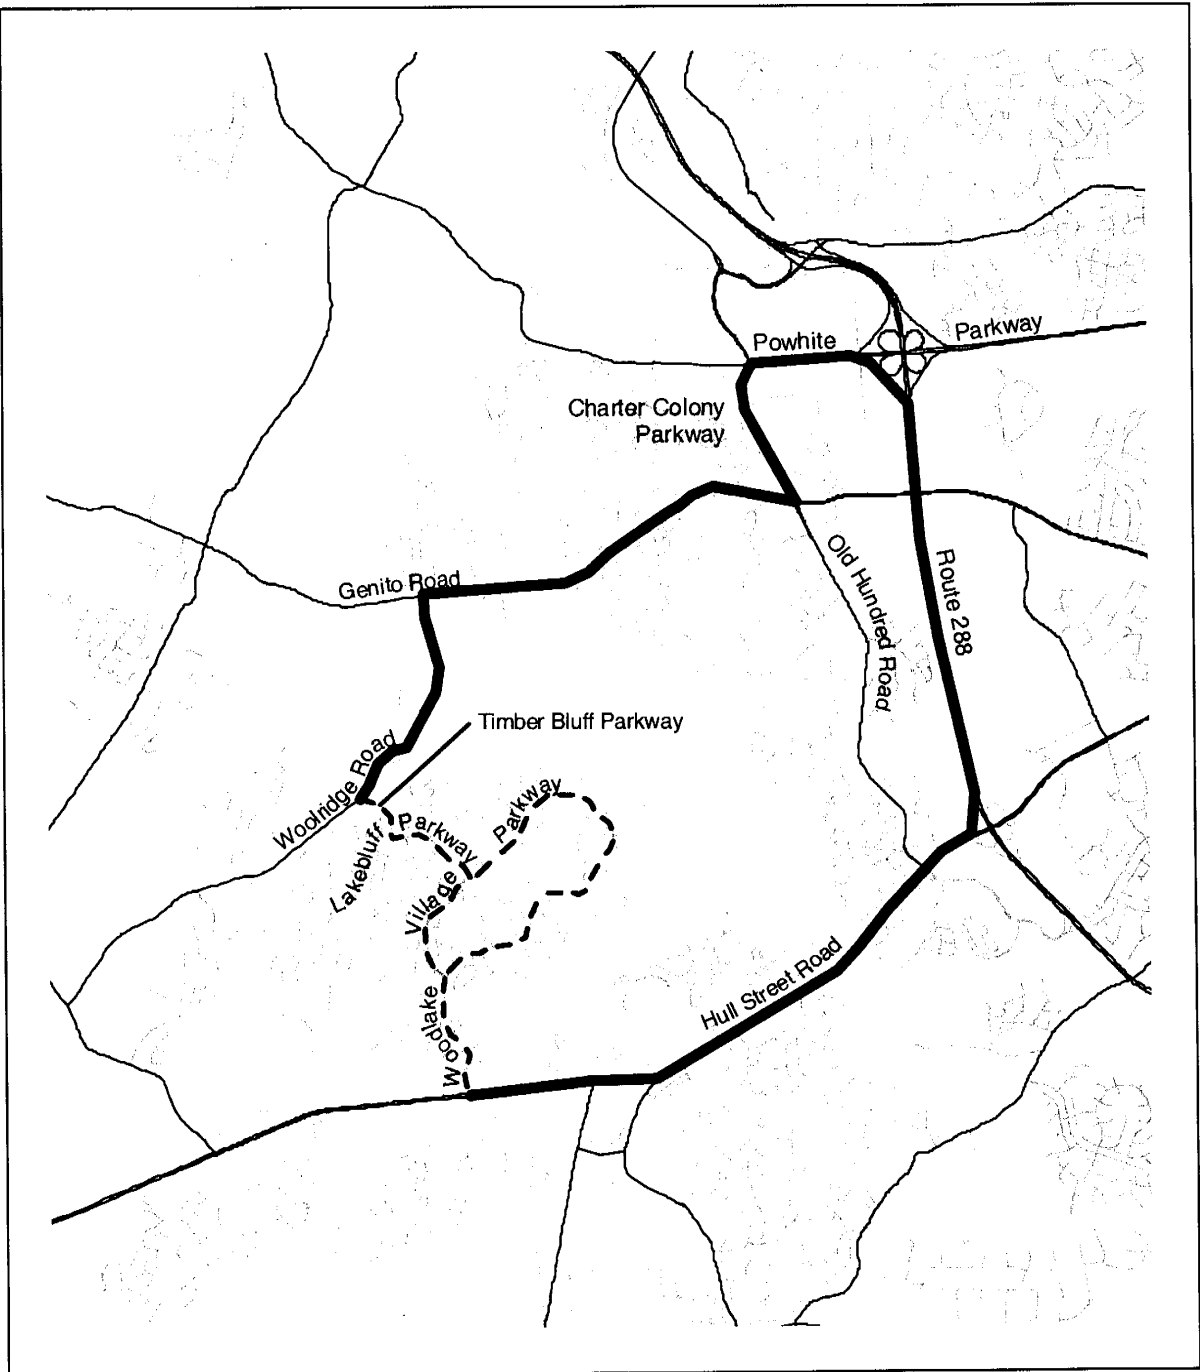 Parkway
Powhite
Charter Colony
Parkway
Old Hundred Road
Route 288
Genito Road
Timber Bluff Parkway
Woolridge Road
Parkway
Lakebluff
Parkway
Village
Woodlake
Hull Street Road